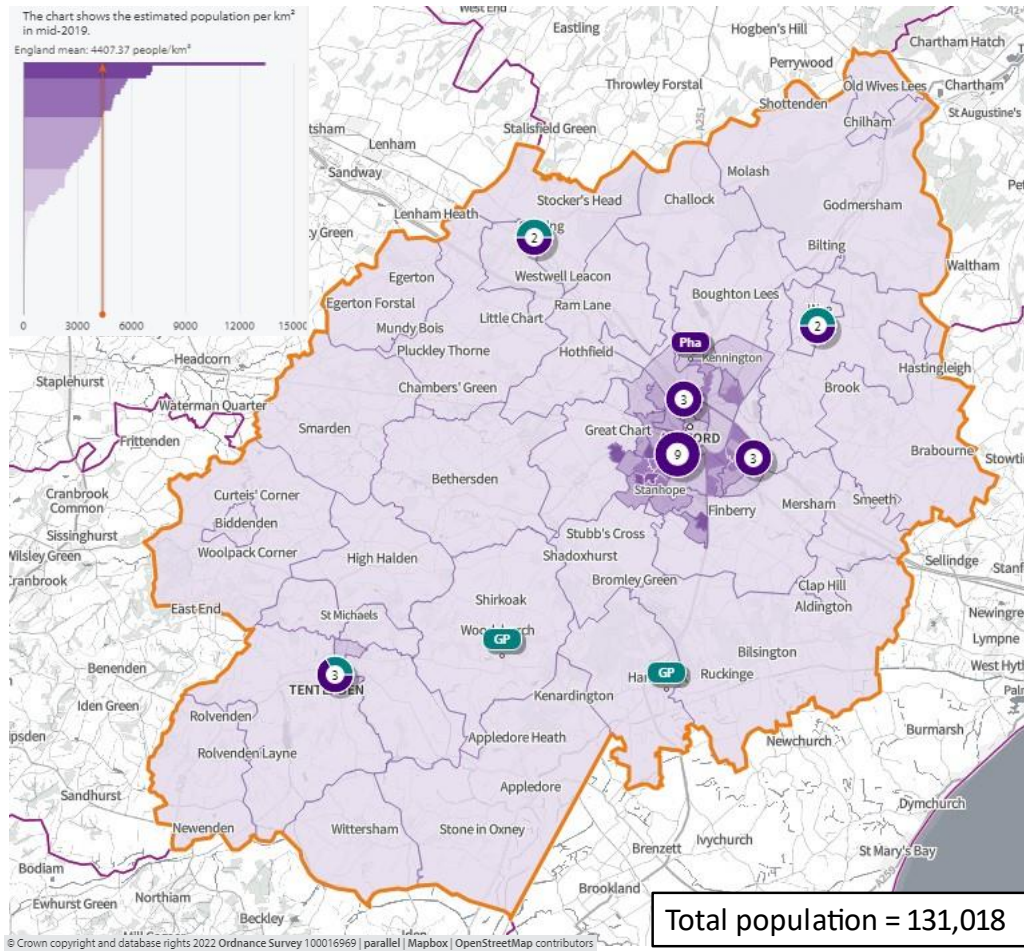 The chart shows the estimated population per km²
in mid-2019.
England mean: 4407.37 people/km²
0 3000 6000 9000 12000 15000
West End
Eastling
Hogben's Hill
Chartham Hatch
Perrywood
Throwley Forstal
Old Wives Lees
Chartham
Shottenden
A251
St Augustine's
Chilham
Stalisfield Green
Lenham
Sandway
Molash
Challock
Stocker's Head
Godmersham
Lenham Heath
2
Bilting
Waltham
Egerton
Westwell Leacon
Boughton Lees
Egerton Forstal
Ram Lane
Little Chart
2
Mundy Bois
Pha
Pluckley Thorne
Hothfield
Kennington
Headcorn
Hastingleigh
Staplehurst
Chambers' Green
Brook
Waterman Quarter
3
Smarden
Great Chart
Frittenden
9
3
Brabourne
Bethersden
Cranbrook
Common
Curteis' Corner
Stanhope
Mersham
Smeeth
Biddenden
Finberry
Sissinghurst
Stubb's Cross
Woolpack Corner
High Halden
Shadoxhurst
Sellindge
Bromley Green
Clap Hill
East End
Shirkoak
Aldington
St Michaels
GP
Bilsington
Lympne
Benenden
3
GP
Ruckinge
Iden Green
Kenardington
Rolvenden
Appledore Heath
Burmarsh
Newchurch
Rolvenden Layne
Appledore
Sandhurst
Dymchurch
Newenden
Wittersham
Stone in Oxney
Ivychurch
Brenzett
St Mary's Bay
Bodiam
A259
Northiam
Brookland
Ewhurst Green
Beckley
Total population = 131,018
© Crown copyright and database rights 2022 Ordnance Survey 100016969 | parallel | Mapbox | OpenStreetMap contributors